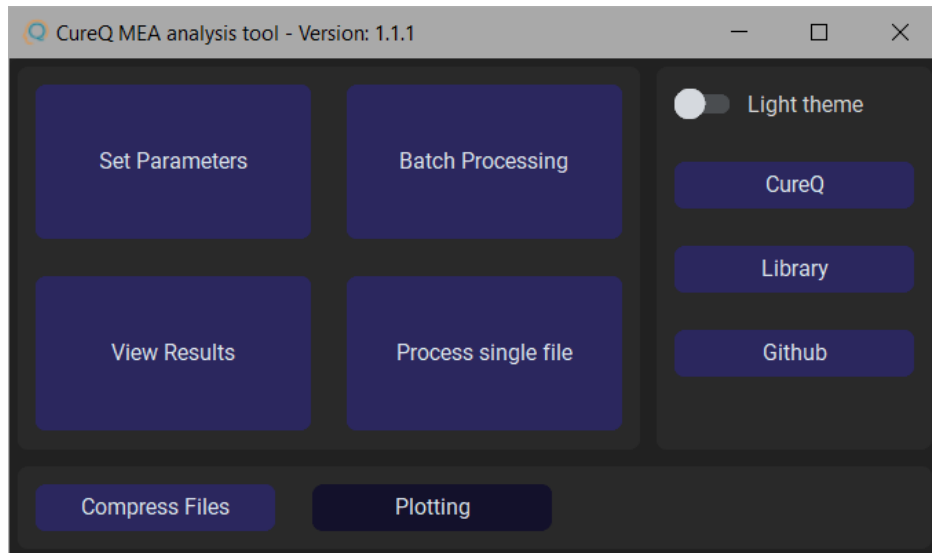 CureQ MEA analysis tool - Version: 1.1.1
Set Parameters
Batch Processing
Light theme
CureQ
Library
View Results
Process single file
Github
Compress Files
Plotting